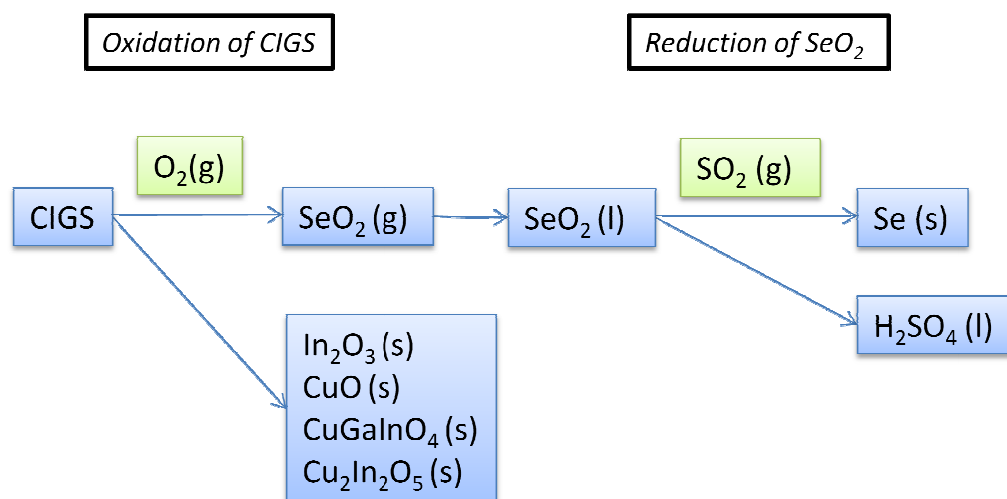 Oxidation of CIGS
Reduction of SeO₂
O₂(g)
SO₂ (g)
CIGS
SeO₂ (g)
SeO₂ (l)
Se (s)
H₂SO₄ (l)
In₂O₃ (s)
CuO (s)
CuGaInO₄ (s)
Cu₂In₂O₅ (s)